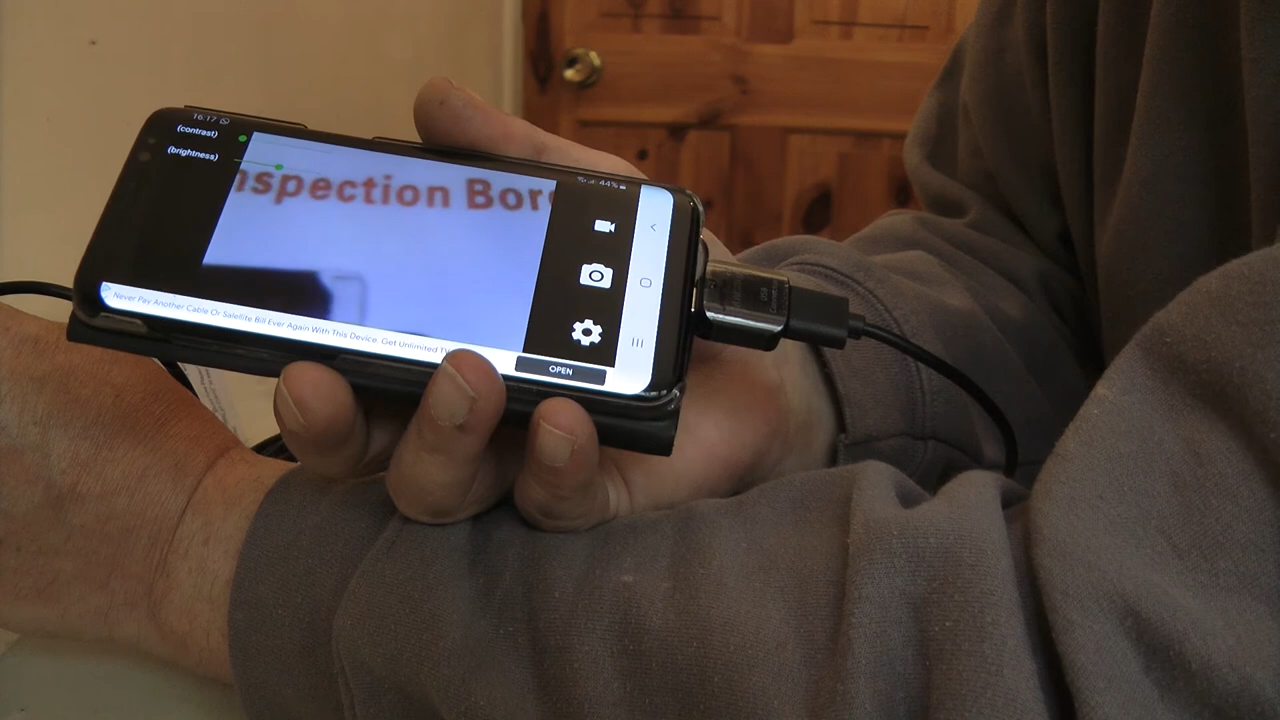 16:17
(contrast)
(brightness)
44%
nspection Bor
Never Pay Another Cable Or Satellite Bill Ever Again With This Device. Get Unlimited TV
OPEN
USB